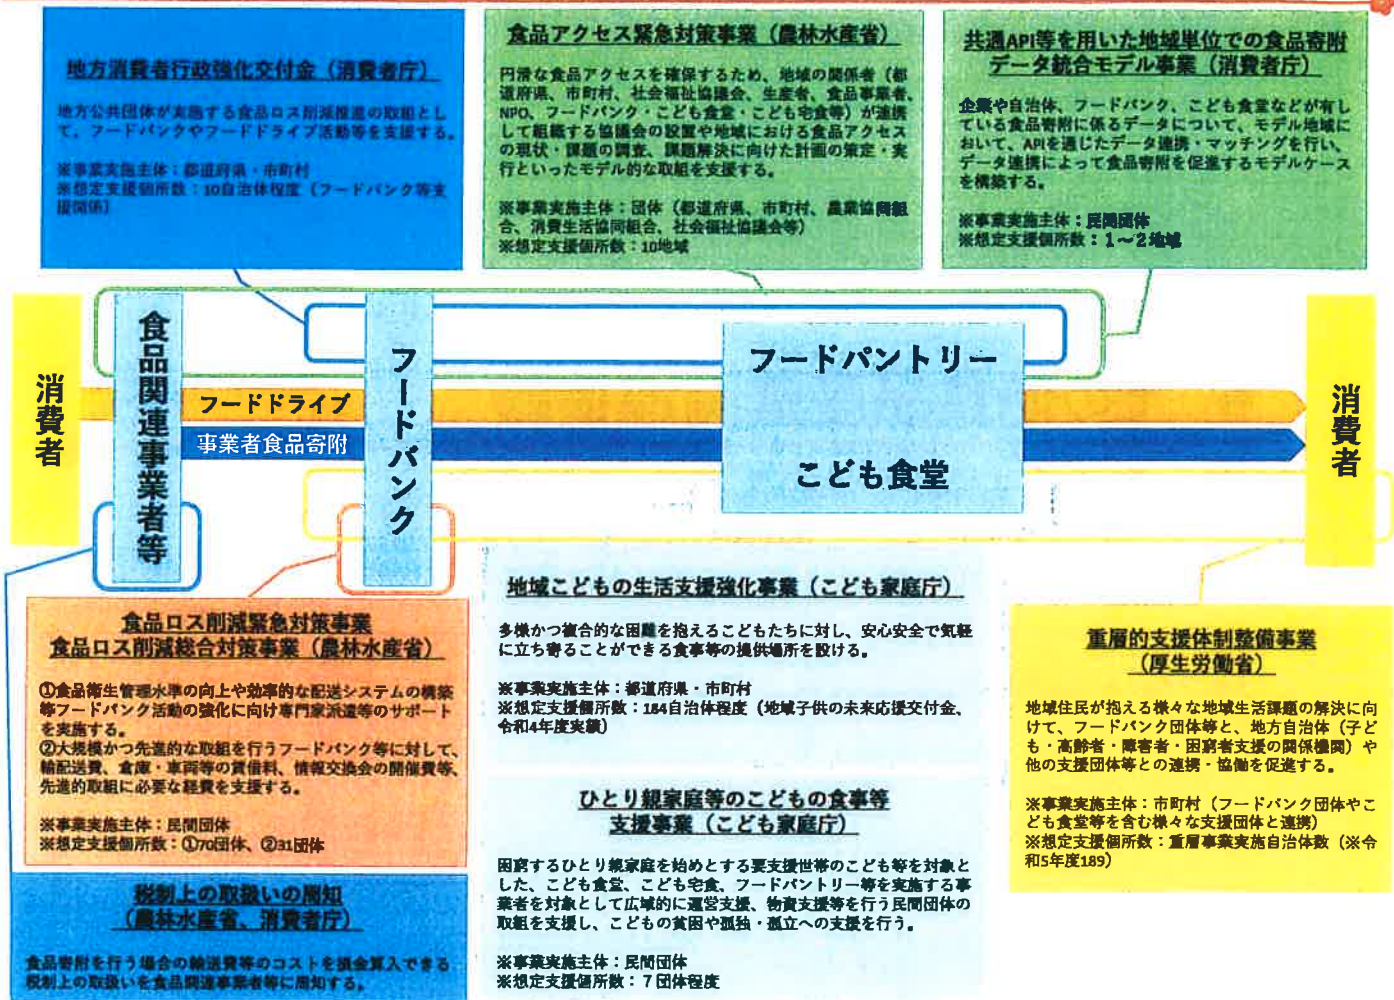 地方消費者行政強化交付金（消費者庁）
地方公共団体が実施する食品ロス削減推進の取組とし
て、フードバンクやフードドライブ活動等を支援する。
※事業実施主体：都道府県・市町村
※想定支援個所数：10自治体程度（フードバンク等支
援関係）
食品アクセス緊急対策事業（農林水産省）
円滑な食品アクセスを確保するため、地域の関係者（都
道府県、市町村、社会福祉協議会、生産者、食品事業者、
NPO、フードバンク・こども食堂・こども宅食等）が連携
して組織する協議会の設置や地域における食品アクセス
の現状・課題の調査、課題解決に向けた計画の策定・実
行といったモデル的な取組を支援する。
※事業実施主体：団体（都道府県、市町村、農業協同組
合、消費生活協同組合、社会福祉協議会等）
※想定支援個所数：10地域
共通API等を用いた地域単位での食品寄附
データ統合モデル事業（消費者庁）
企業や自治体、フードバンク、こども食堂などが有し
ている食品寄附に係るデータについて、モデル地域に
おいて、APIを通じたデータ連携・マッチングを行い、
データ連携によって食品寄附を促進するモデルケース
を構築する。
※事業実施主体：民間団体
※想定支援個所数：１～２地域
消費者
食品関連事業者等
フードバンク
フードドライブ
事業者食品寄附
フードパントリー
こども食堂
消費者
食品ロス削減緊急対策事業
食品ロス削減総合対策事業（農林水産省）
①食品衛生管理水準の向上や効率的な配送システムの構築
等フードバンク活動の強化に向け専門家派遣等のサポート
を実施する。
②大規模かつ先進的な取組を行うフードバンク等に対して、
輸配送費、倉庫・車両等の賃借料、情報交換会の開催費等、
先進的取組に必要な経費を支援する。
※事業実施主体：民間団体
※想定支援個所数：①70団体、②31団体
税制上の取扱いの周知
（農林水産省、消費者庁）
食品寄附を行う場合の輸送費等のコストを損金算入できる
税制上の取扱いを食品関連事業者等に周知する。
地域こどもの生活支援強化事業（こども家庭庁）
多様かつ複合的な困難を抱えるこどもたちに対し、安心安全で気軽
に立ち寄ることができる食事等の提供場所を設ける。
※事業実施主体：都道府県・市町村
※想定支援個所数：184自治体程度（地域子供の未来応援交付金、
令和4年度実績）
ひとり親家庭等のこどもの食事等
支援事業（こども家庭庁）
困窮するひとり親家庭を始めとする要支援世帯のこども等を対象と
した、こども食堂、こども宅食、フードパントリー等を実施する事
業者を対象として広域的に運営支援、物資支援等を行う民間団体の
取組を支援し、こどもの貧困や孤独・孤立への支援を行う。
※事業実施主体：民間団体
※想定支援個所数：７団体程度
重層的支援体制整備事業
（厚生労働省）
地域住民が抱える様々な地域生活課題の解決に向
けて、フードバンク団体等と、地方自治体（子ど
も・高齢者・障害者・困窮者支援の関係機関）や
他の支援団体等との連携・協働を促進する。
※事業実施主体：市町村（フードバンク団体やこ
ども食堂等を含む様々な支援団体と連携）
※想定支援個所数：重層事業実施自治体数（※令
和5年度189）